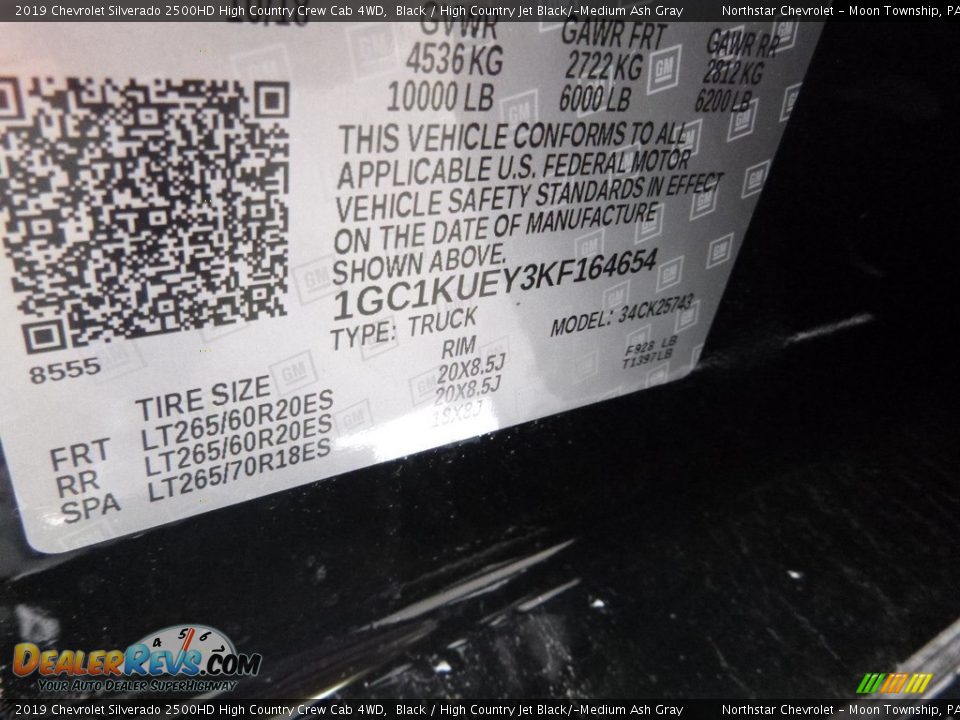 2019 Chevrolet Silverado 2500HD High Country Crew Cab 4WD, Black / High Country Jet Black/­Medium Ash Gray Northstar Chevrolet - Moon Township, PA
GVWR GAWR FRT GAWR RR
4536 KG 2722 KG 2812 KG
10000 LB 6000 LB 6200 LB
THIS VEHICLE CONFORMS TO ALL
APPLICABLE U.S. FEDERAL MOTOR
VEHICLE SAFETY STANDARDS IN EFFECT
ON THE DATE OF MANUFACTURE
SHOWN ABOVE.
1GC1KUEY3KF164654
TYPE: TRUCK MODEL: 34CK25743
8555
F928 LB
T1397LB
TIRE SIZE RIM
FRT LT265/60R20ES 20X8.5J
RR LT265/60R20ES 20X8.5J
SPA LT265/70R18ES 18X8J
GM
DEALERREVS.COM
YOUR AUTO DEALER SUPERHIGHWAY
4 5 6
2019 Chevrolet Silverado 2500HD High Country Crew Cab 4WD, Black / High Country Jet Black/­Medium Ash Gray Northstar Chevrolet - Moon Township, PA